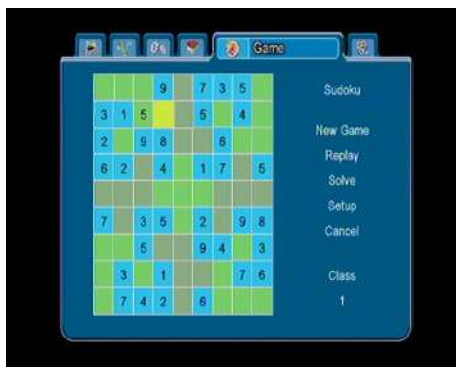 Game
9 7 3 5
3 1 5 5 4
2 9 8 6
6 2 4 1 7 5
7 3 5 2 9 8
5 9 4 3
3 1 7 6
7 4 2 6
Sudoku
New Game
Replay
Solve
Setup
Cancel
Class
1